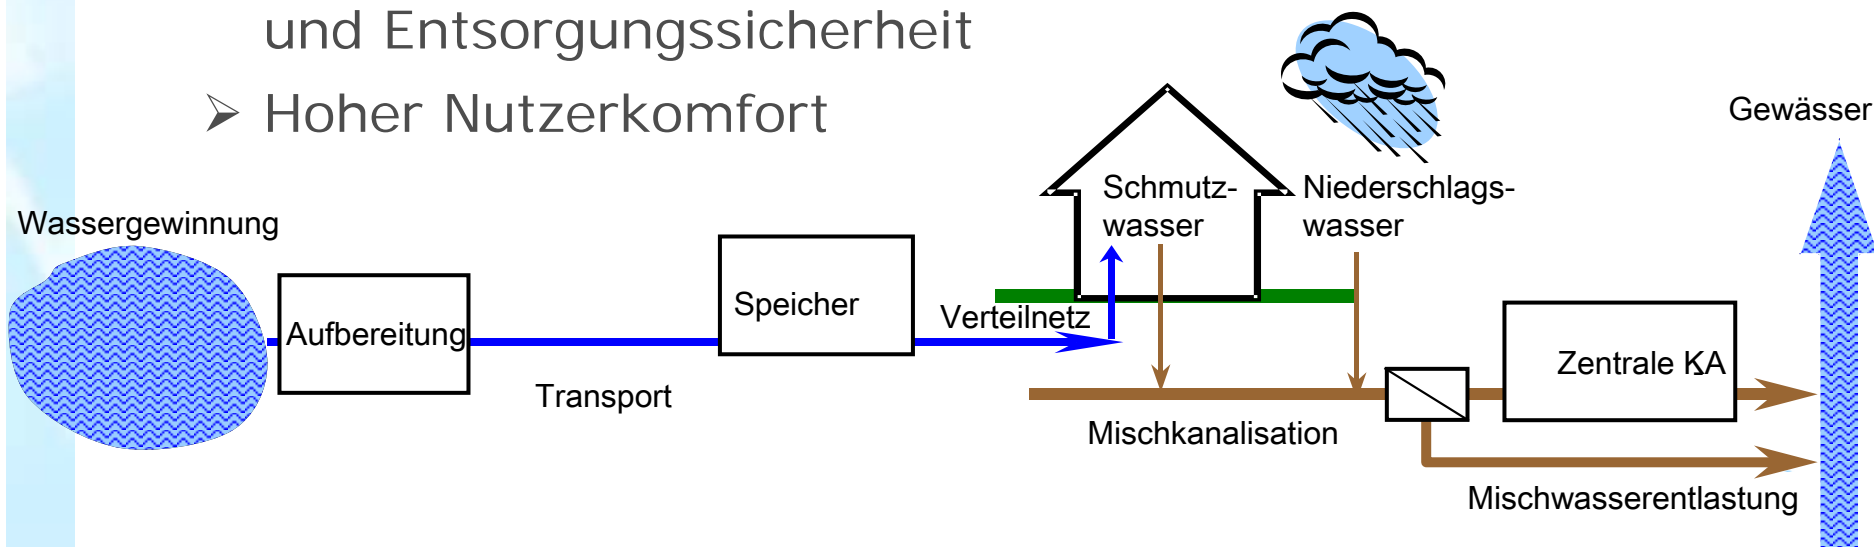 und Entsorgungssicherheit
➢ Hoher Nutzerkomfort
Gewässer
Schmutz-
wasser
Niederschlags-
wasser
Wassergewinnung
Aufbereitung
Speicher
Verteilnetz
Transport
Zentrale KA
Mischkanalisation
Mischwasserentlastung